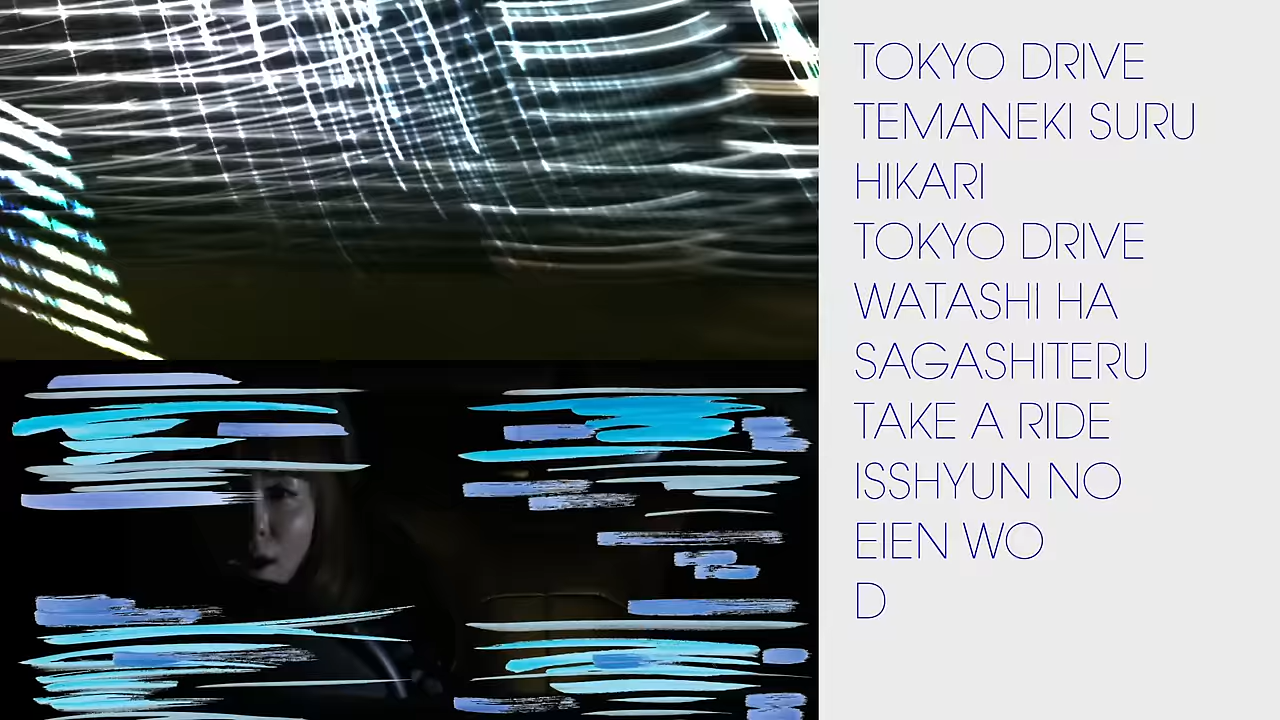 TOKYO DRIVE
TEMANEKI SURU
HIKARI
TOKYO DRIVE
WATASHI HA
SAGASHITERU
TAKE A RIDE
ISSHYUN NO
EIEN WO
D